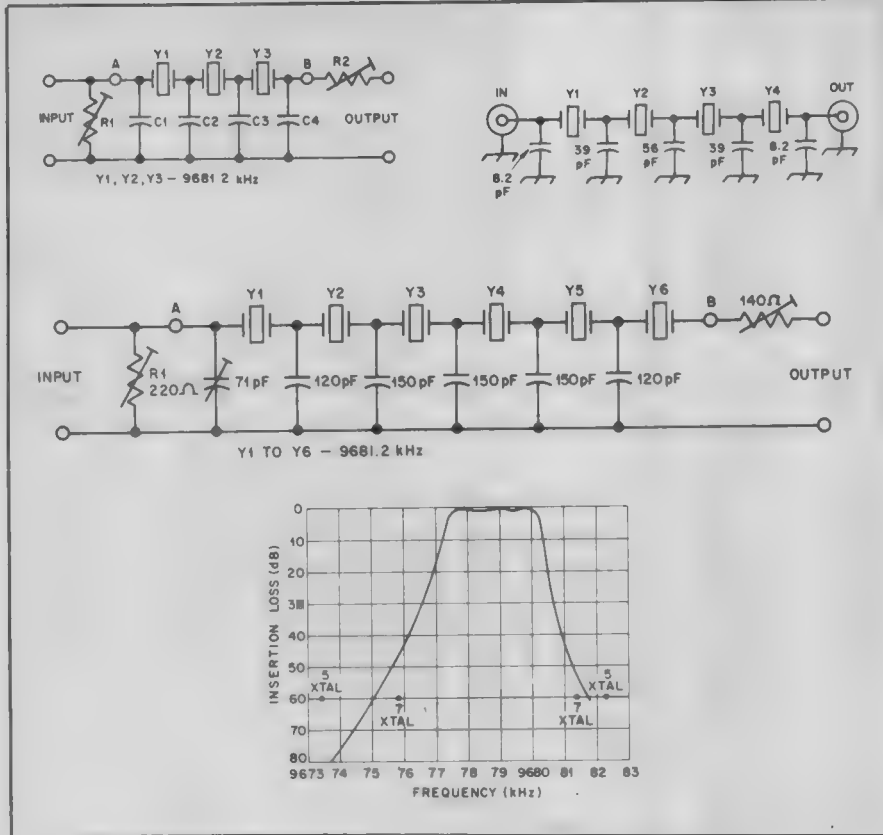 A Y1 Y2 Y3 B R2
INPUT R1 C1 C2 C3 C4 OUTPUT
Y1, Y2, Y3 – 9681.2 kHz
IN Y1 Y2 Y3 Y4 OUT
8.2 pF
39 pF
56 pF
39 pF
8.2 pF
A Y1 Y2 Y3 Y4 Y5 Y6 B 140Ω
INPUT R1 220Ω 71 pF 120pF 150pF 150pF 150pF 120pF OUTPUT
Y1 TO Y6 – 9681.2 kHz
INSERTION LOSS (dB)
0
10
20
30
40
50
60
70
80
5 XTAL
7 XTAL
7 XTAL
5 XTAL
9673 74 75 76 77 78 79 9680 81 82 83
FREQUENCY (kHz)